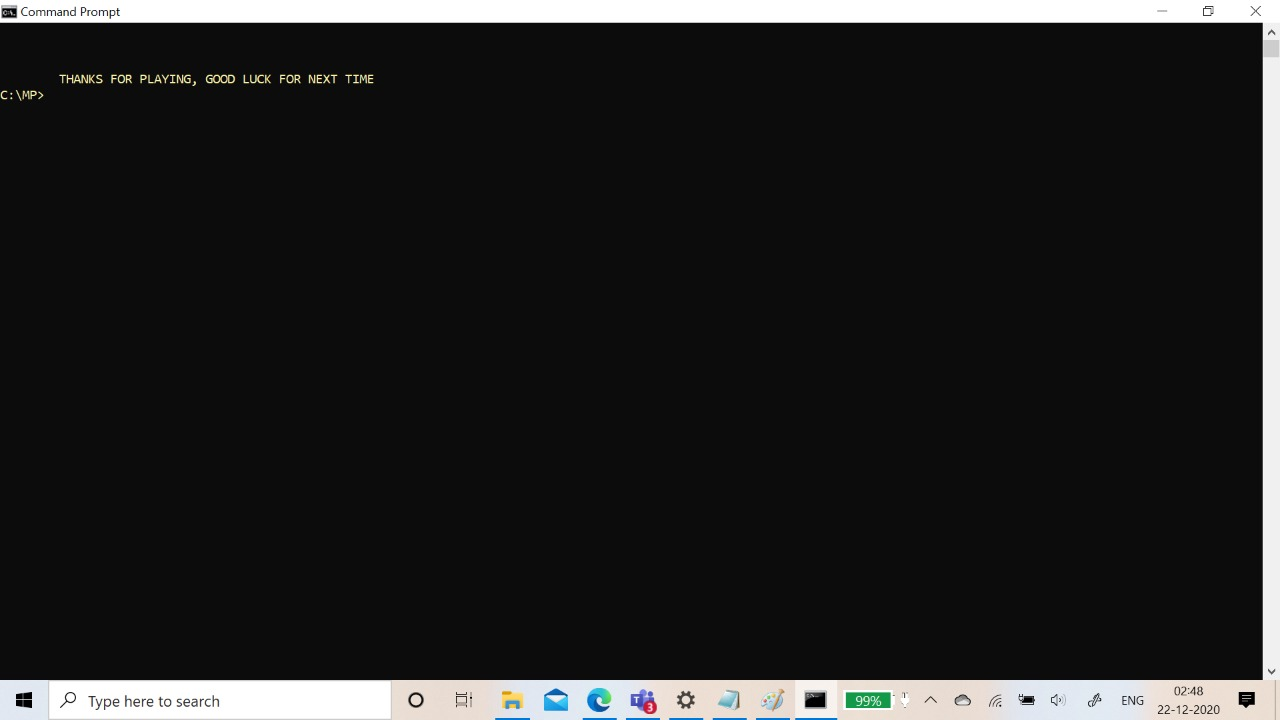 Command Prompt
THANKS FOR PLAYING, GOOD LUCK FOR NEXT TIME
C:\MP>
Type here to search
3
99%
ENG
02:48
22-12-2020